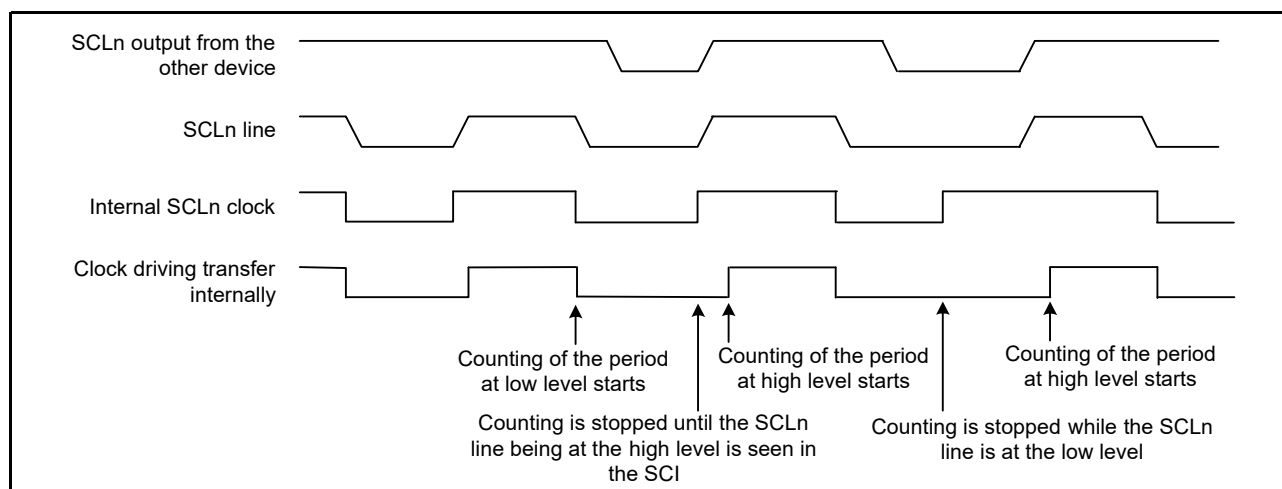 SCLn output from the
other device
SCLn line
Internal SCLn clock
Clock driving transfer
internally
Counting of the period
at low level starts
Counting of the period
at high level starts
Counting of the period
at high level starts
Counting is stopped until the SCLn
line being at the high level is seen in
the SCI
Counting is stopped while the SCLn
line is at the low level